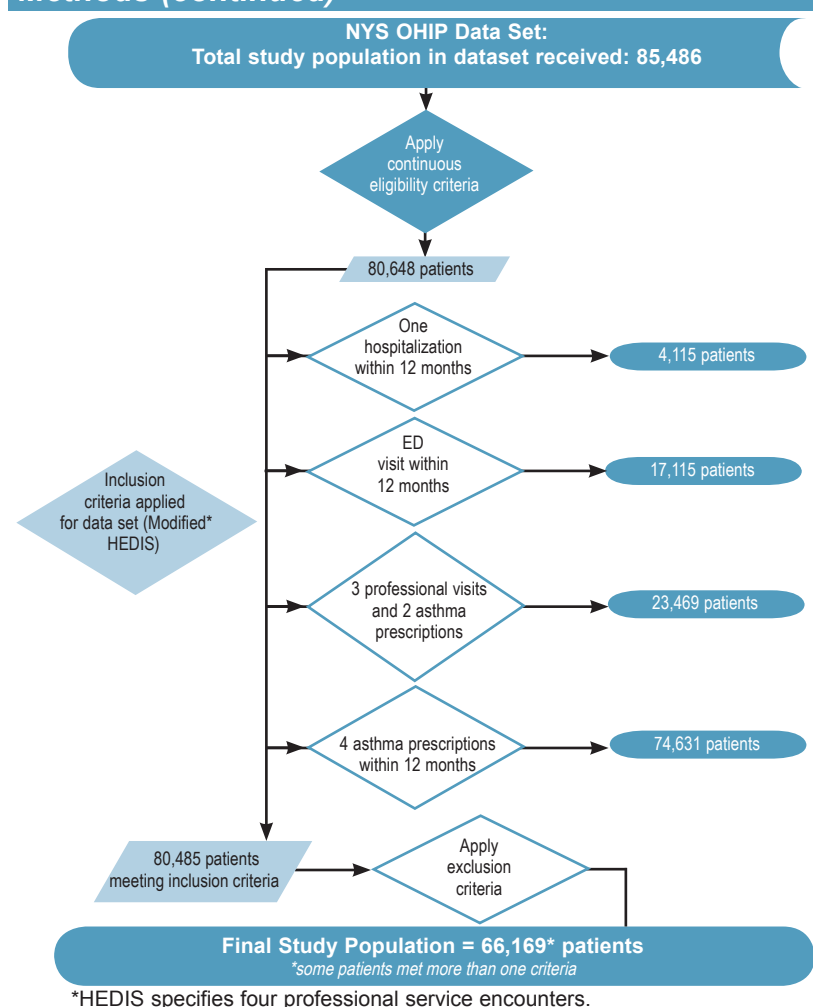 Methods (continued)
NYS OHIP Data Set:
Total study population in dataset received: 85,486
Apply
continuous
eligibility criteria
80,648 patients
One
hospitalization
within 12 months
4,115 patients
ED
visit within
12 months
17,115 patients
Inclusion
criteria applied
for data set (Modified*
HEDIS)
3 professional visits
and 2 asthma
prescriptions
23,469 patients
4 asthma prescriptions
within 12 months
74,631 patients
80,485 patients
meeting inclusion criteria
Apply
exclusion
criteria
Final Study Population = 66,169* patients
*some patients met more than one criteria
*HEDIS specifies four professional service encounters.